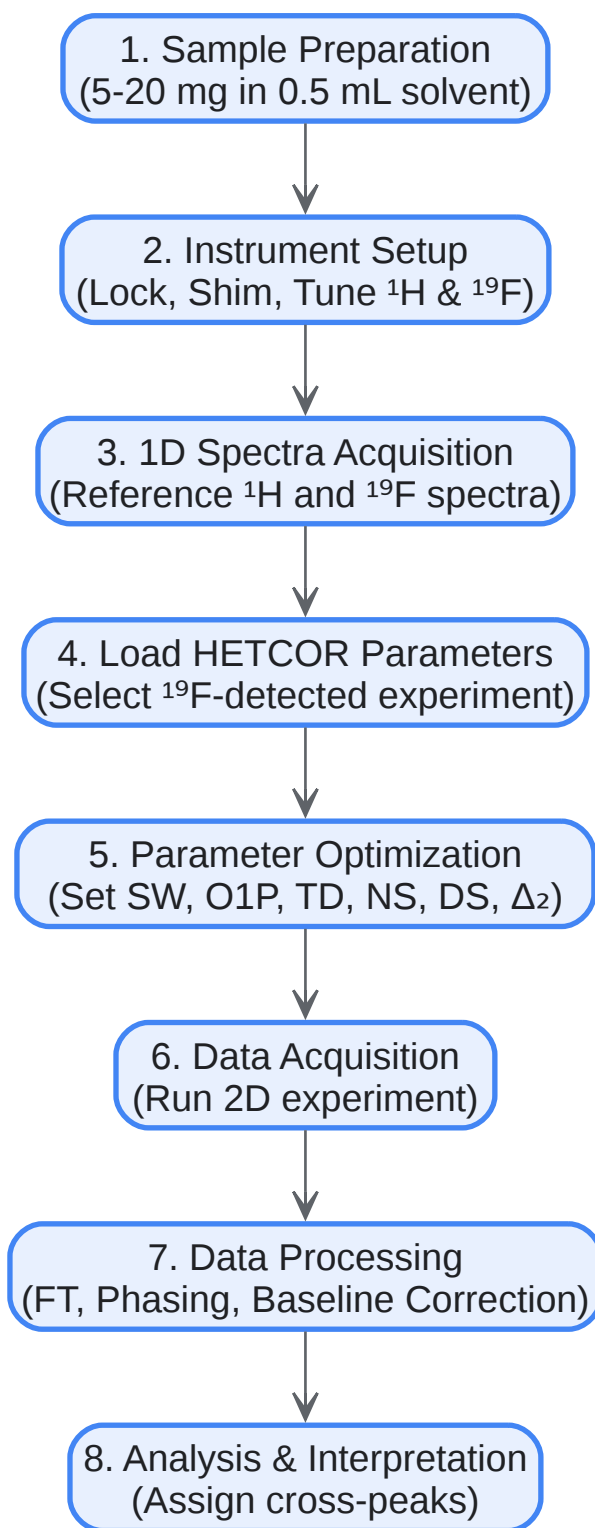 1. Sample Preparation
(5-20 mg in 0.5 mL solvent)
2. Instrument Setup
(Lock, Shim, Tune ¹H & ¹⁹F)
3. 1D Spectra Acquisition
(Reference ¹H and ¹⁹F spectra)
4. Load HETCOR Parameters
(Select ¹⁹F-detected experiment)
5. Parameter Optimization
(Set SW, O1P, TD, NS, DS, Δ₂)
6. Data Acquisition
(Run 2D experiment)
7. Data Processing
(FT, Phasing, Baseline Correction)
8. Analysis & Interpretation
(Assign cross-peaks)